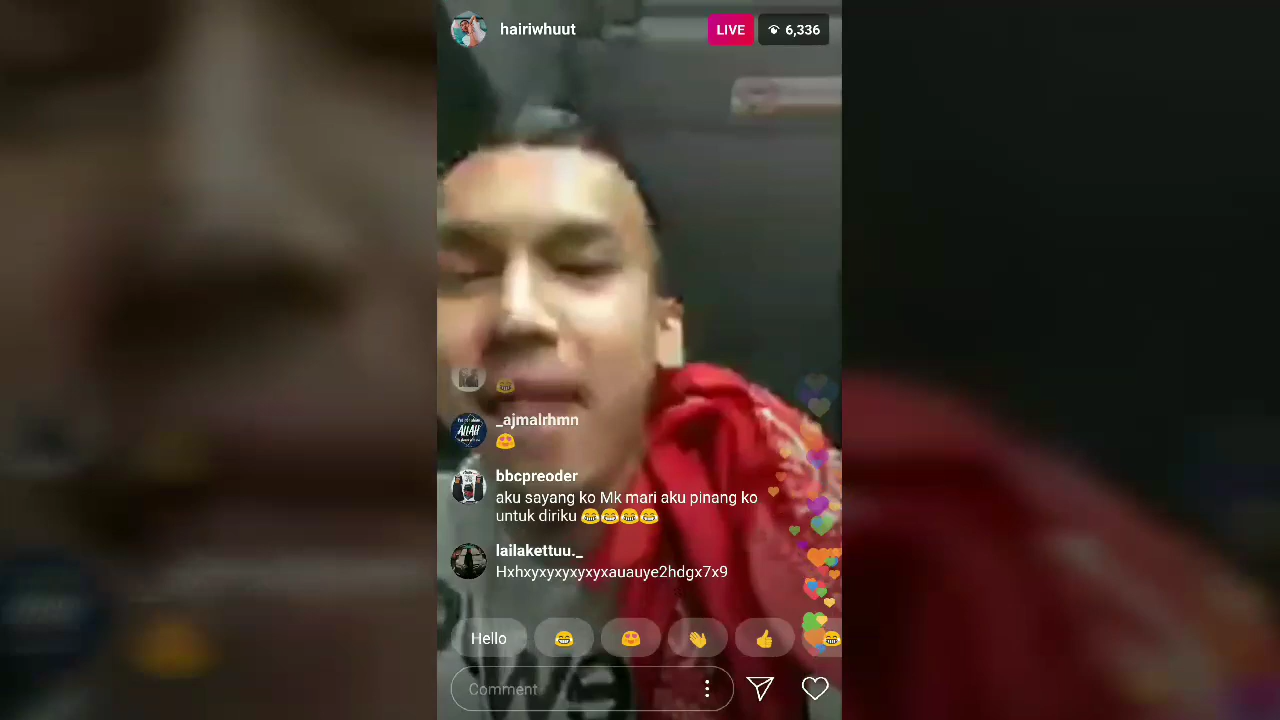 hairiwhuut
LIVE
6,336
😂
_ajmalrhmn
😍
bbcpreoder
aku sayang ko Mk mari aku pinang ko
untuk diriku 😂😂😂😂
lailakettuu._
Hxhxyxyxyxyxyxauauye2hdgx7x9
Hello 😂 😍 👋 👍 😂
Comment
ALLAH